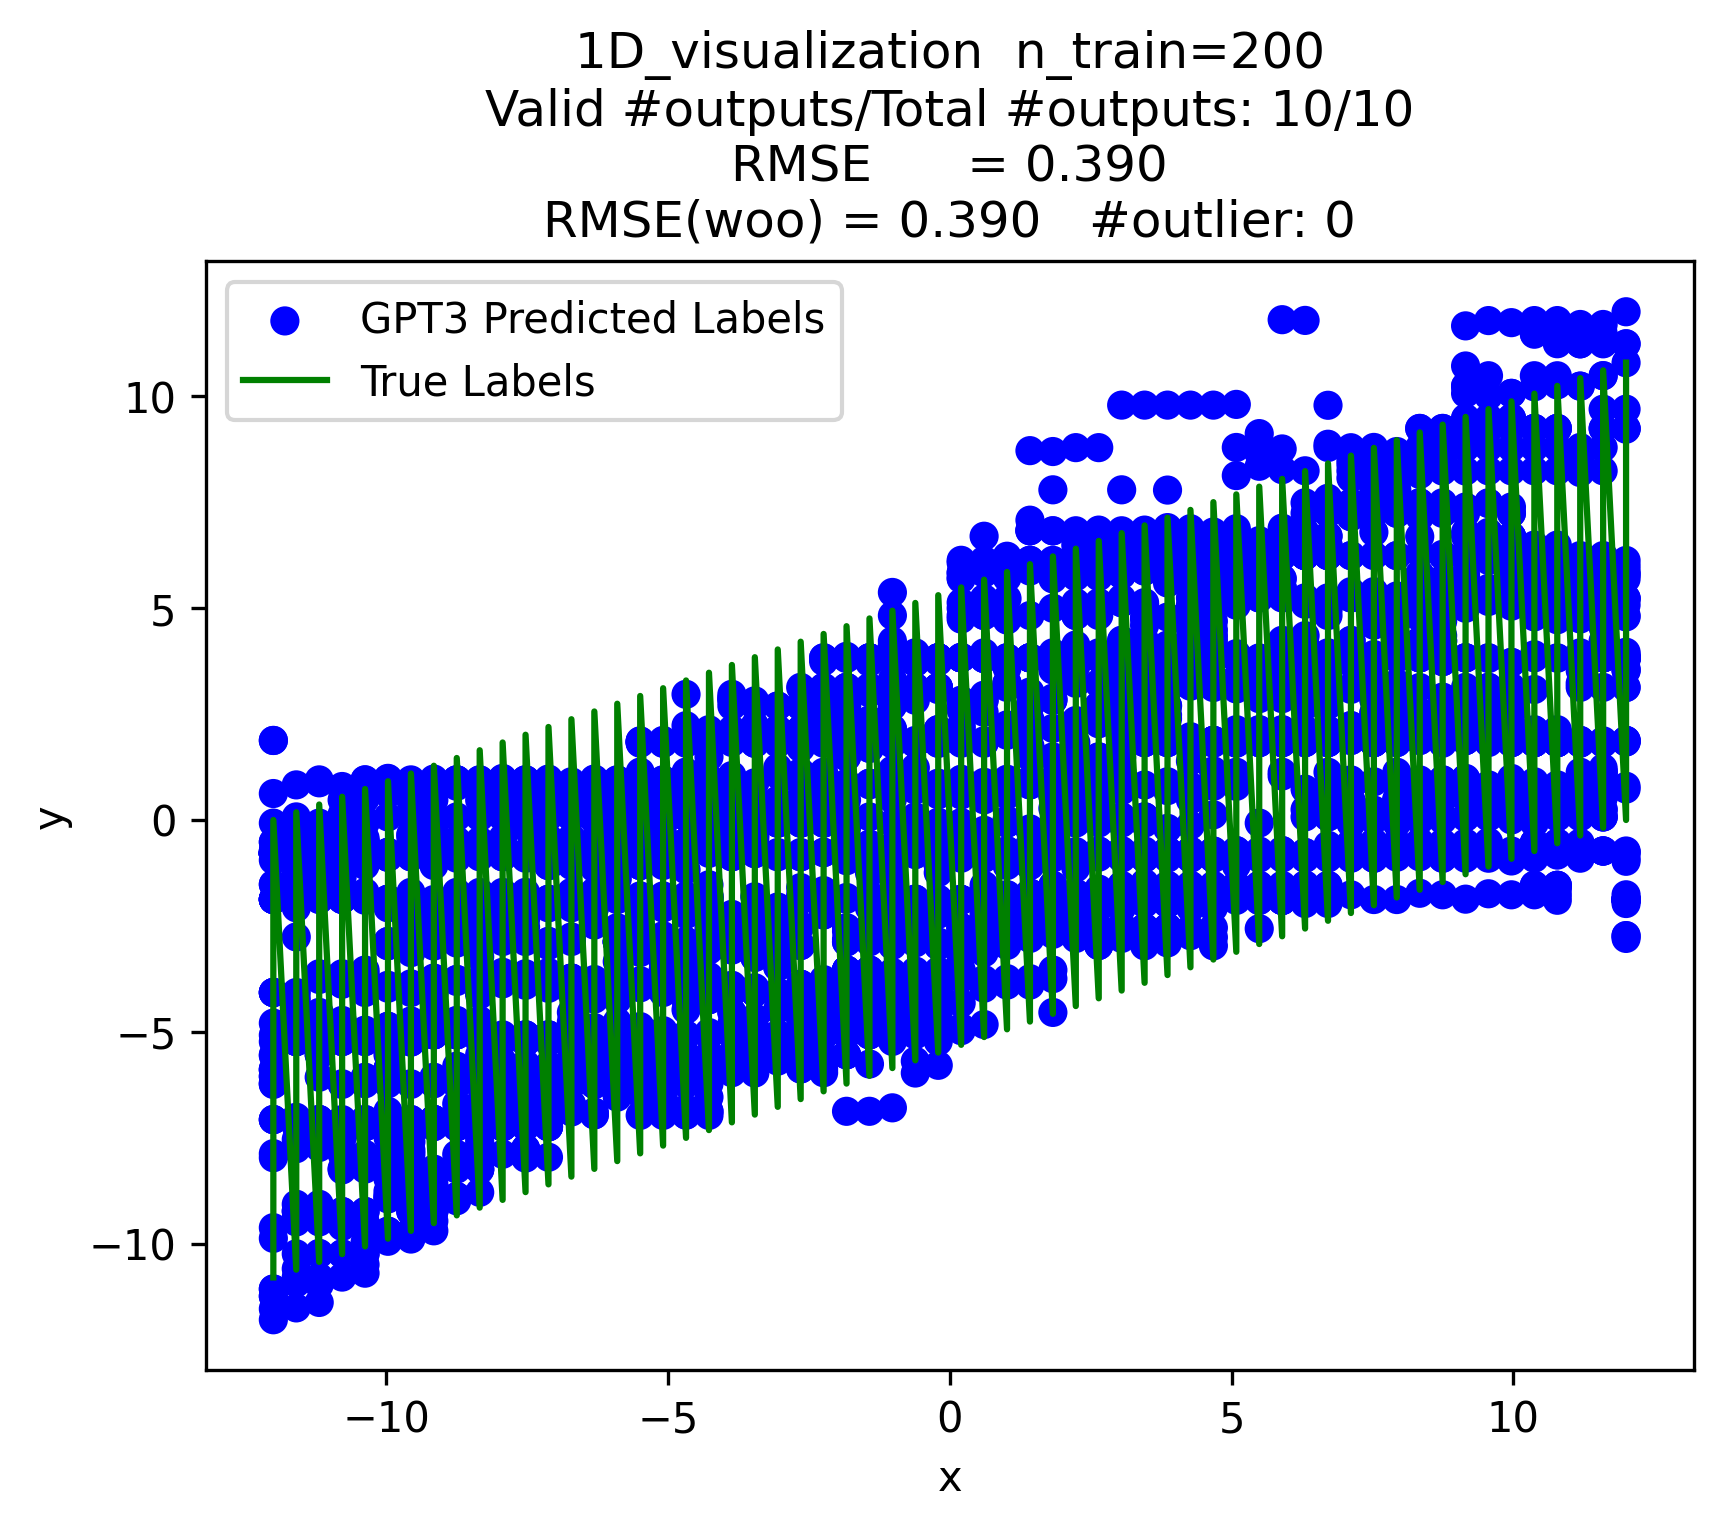 1D_visualization  n_train=200
Valid #outputs/Total #outputs: 10/10
RMSE      = 0.390
RMSE(woo) = 0.390   #outlier: 0
GPT3 Predicted Labels
True Labels
10
5
0
−5
−10
y
−10
−5
0
5
10
x